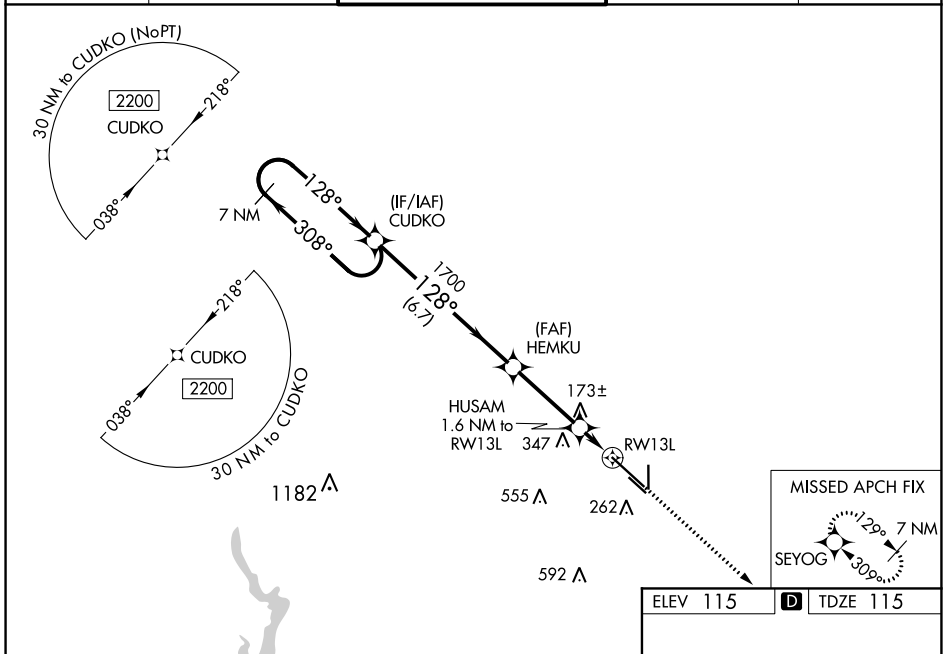 30 NM to CUDKO (NoPT)
2200
CUDKO
218°
038°
7 NM
128°
308°
(IF/IAF)
CUDKO
1700
128°
(6.7)
(FAF)
HEMKU
218°
CUDKO
2200
038°
30 NM to CUDKO
173±
HUSAM
1.6 NM to
RW13L
347
RW13L
1182
555
262
592
MISSED APCH FIX
129°
7 NM
SEYOG
309°
ELEV 115
D
TDZE 115